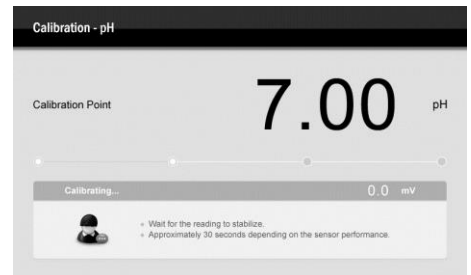 Calibration - pH
Calibration Point 7.00 pH
Calibrating... 0.0 mV
+ Wait for the reading to stabilize.
+ Approximately 30 seconds depending on the sensor performance.